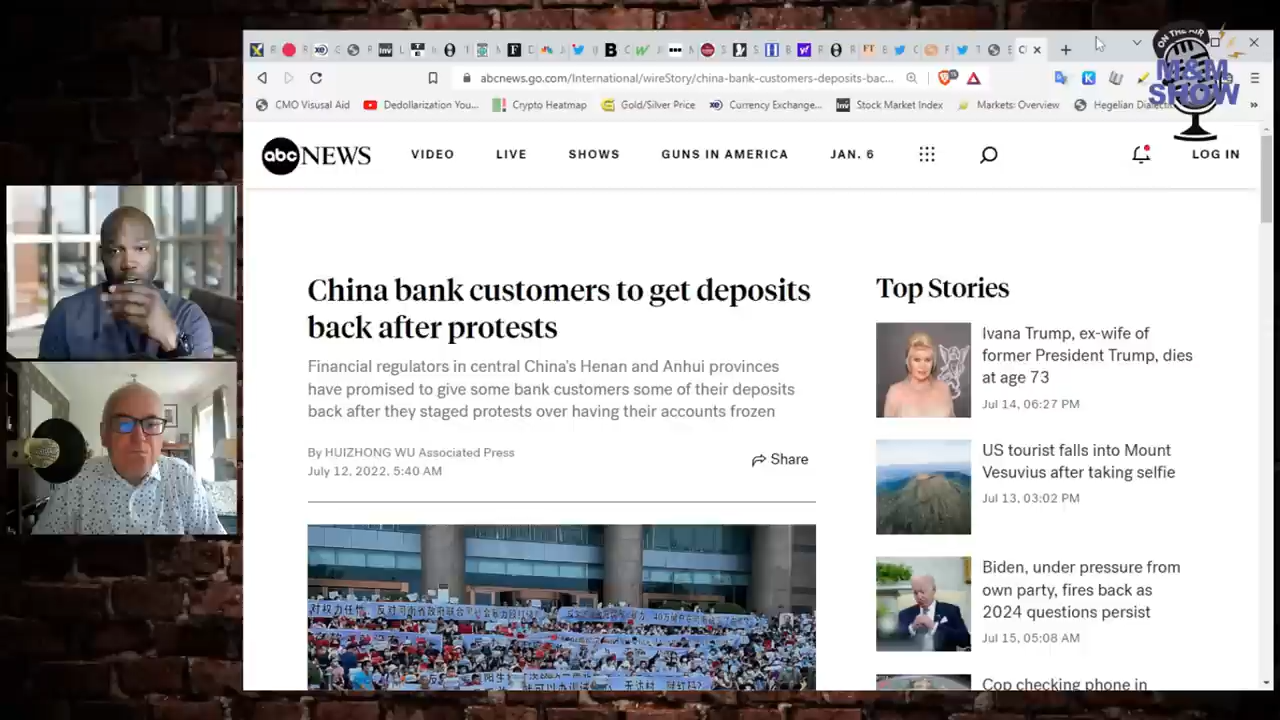 ON THE AIR
M&M
SHOW
abcnews.go.com/International/wireStory/china-bank-customers-deposits-bac...
CMO Visusal Aid
Dedollarization You...
Crypto Heatmap
Gold/Silver Price
Currency Exchange...
Stock Market Index
Markets: Overview
Hegelian
abc NEWS
VIDEO
LIVE
SHOWS
GUNS IN AMERICA
JAN. 6
LOG IN
China bank customers to get deposits
back after protests
Financial regulators in central China's Henan and Anhui provinces
have promised to give some bank customers some of their deposits
back after they staged protests over having their accounts frozen
By HUIZHONG WU Associated Press
July 12, 2022, 5:40 AM
Share
Top Stories
Ivana Trump, ex-wife of
former President Trump, dies
at age 73
Jul 14, 06:27 PM
US tourist falls into Mount
Vesuvius after taking selfie
Jul 13, 03:02 PM
Biden, under pressure from
own party, fires back as
2024 questions persist
Jul 15, 05:08 AM
Cop checking phone in